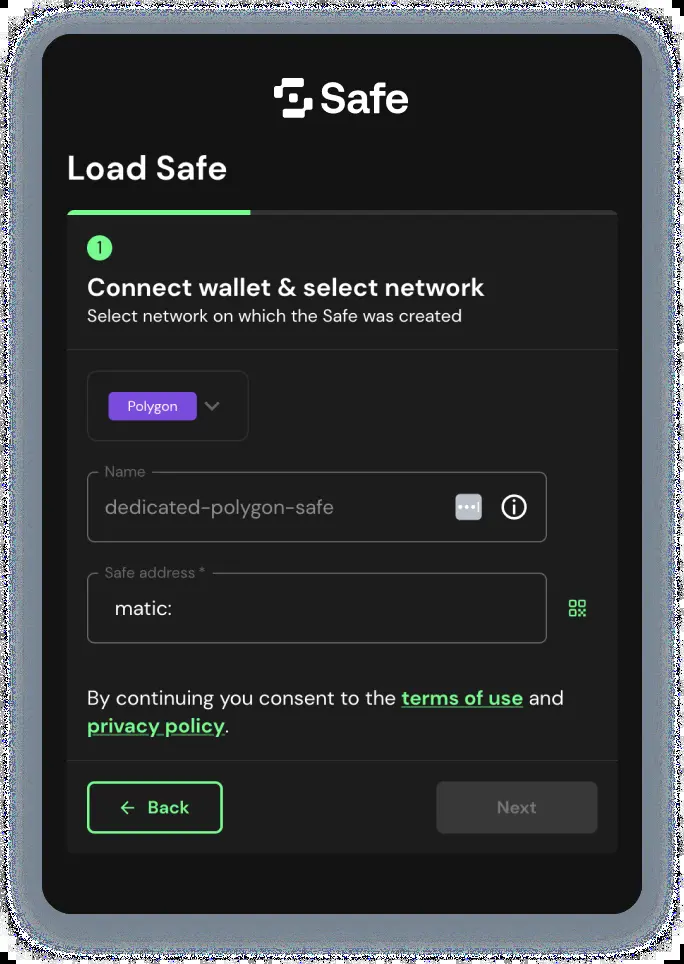 Safe
Load Safe
1
Connect wallet & select network
Select network on which the Safe was created
Polygon
Name
dedicated-polygon-safe
Safe address *
matic:
By continuing you consent to the terms of use and
privacy policy.
← Back
Next